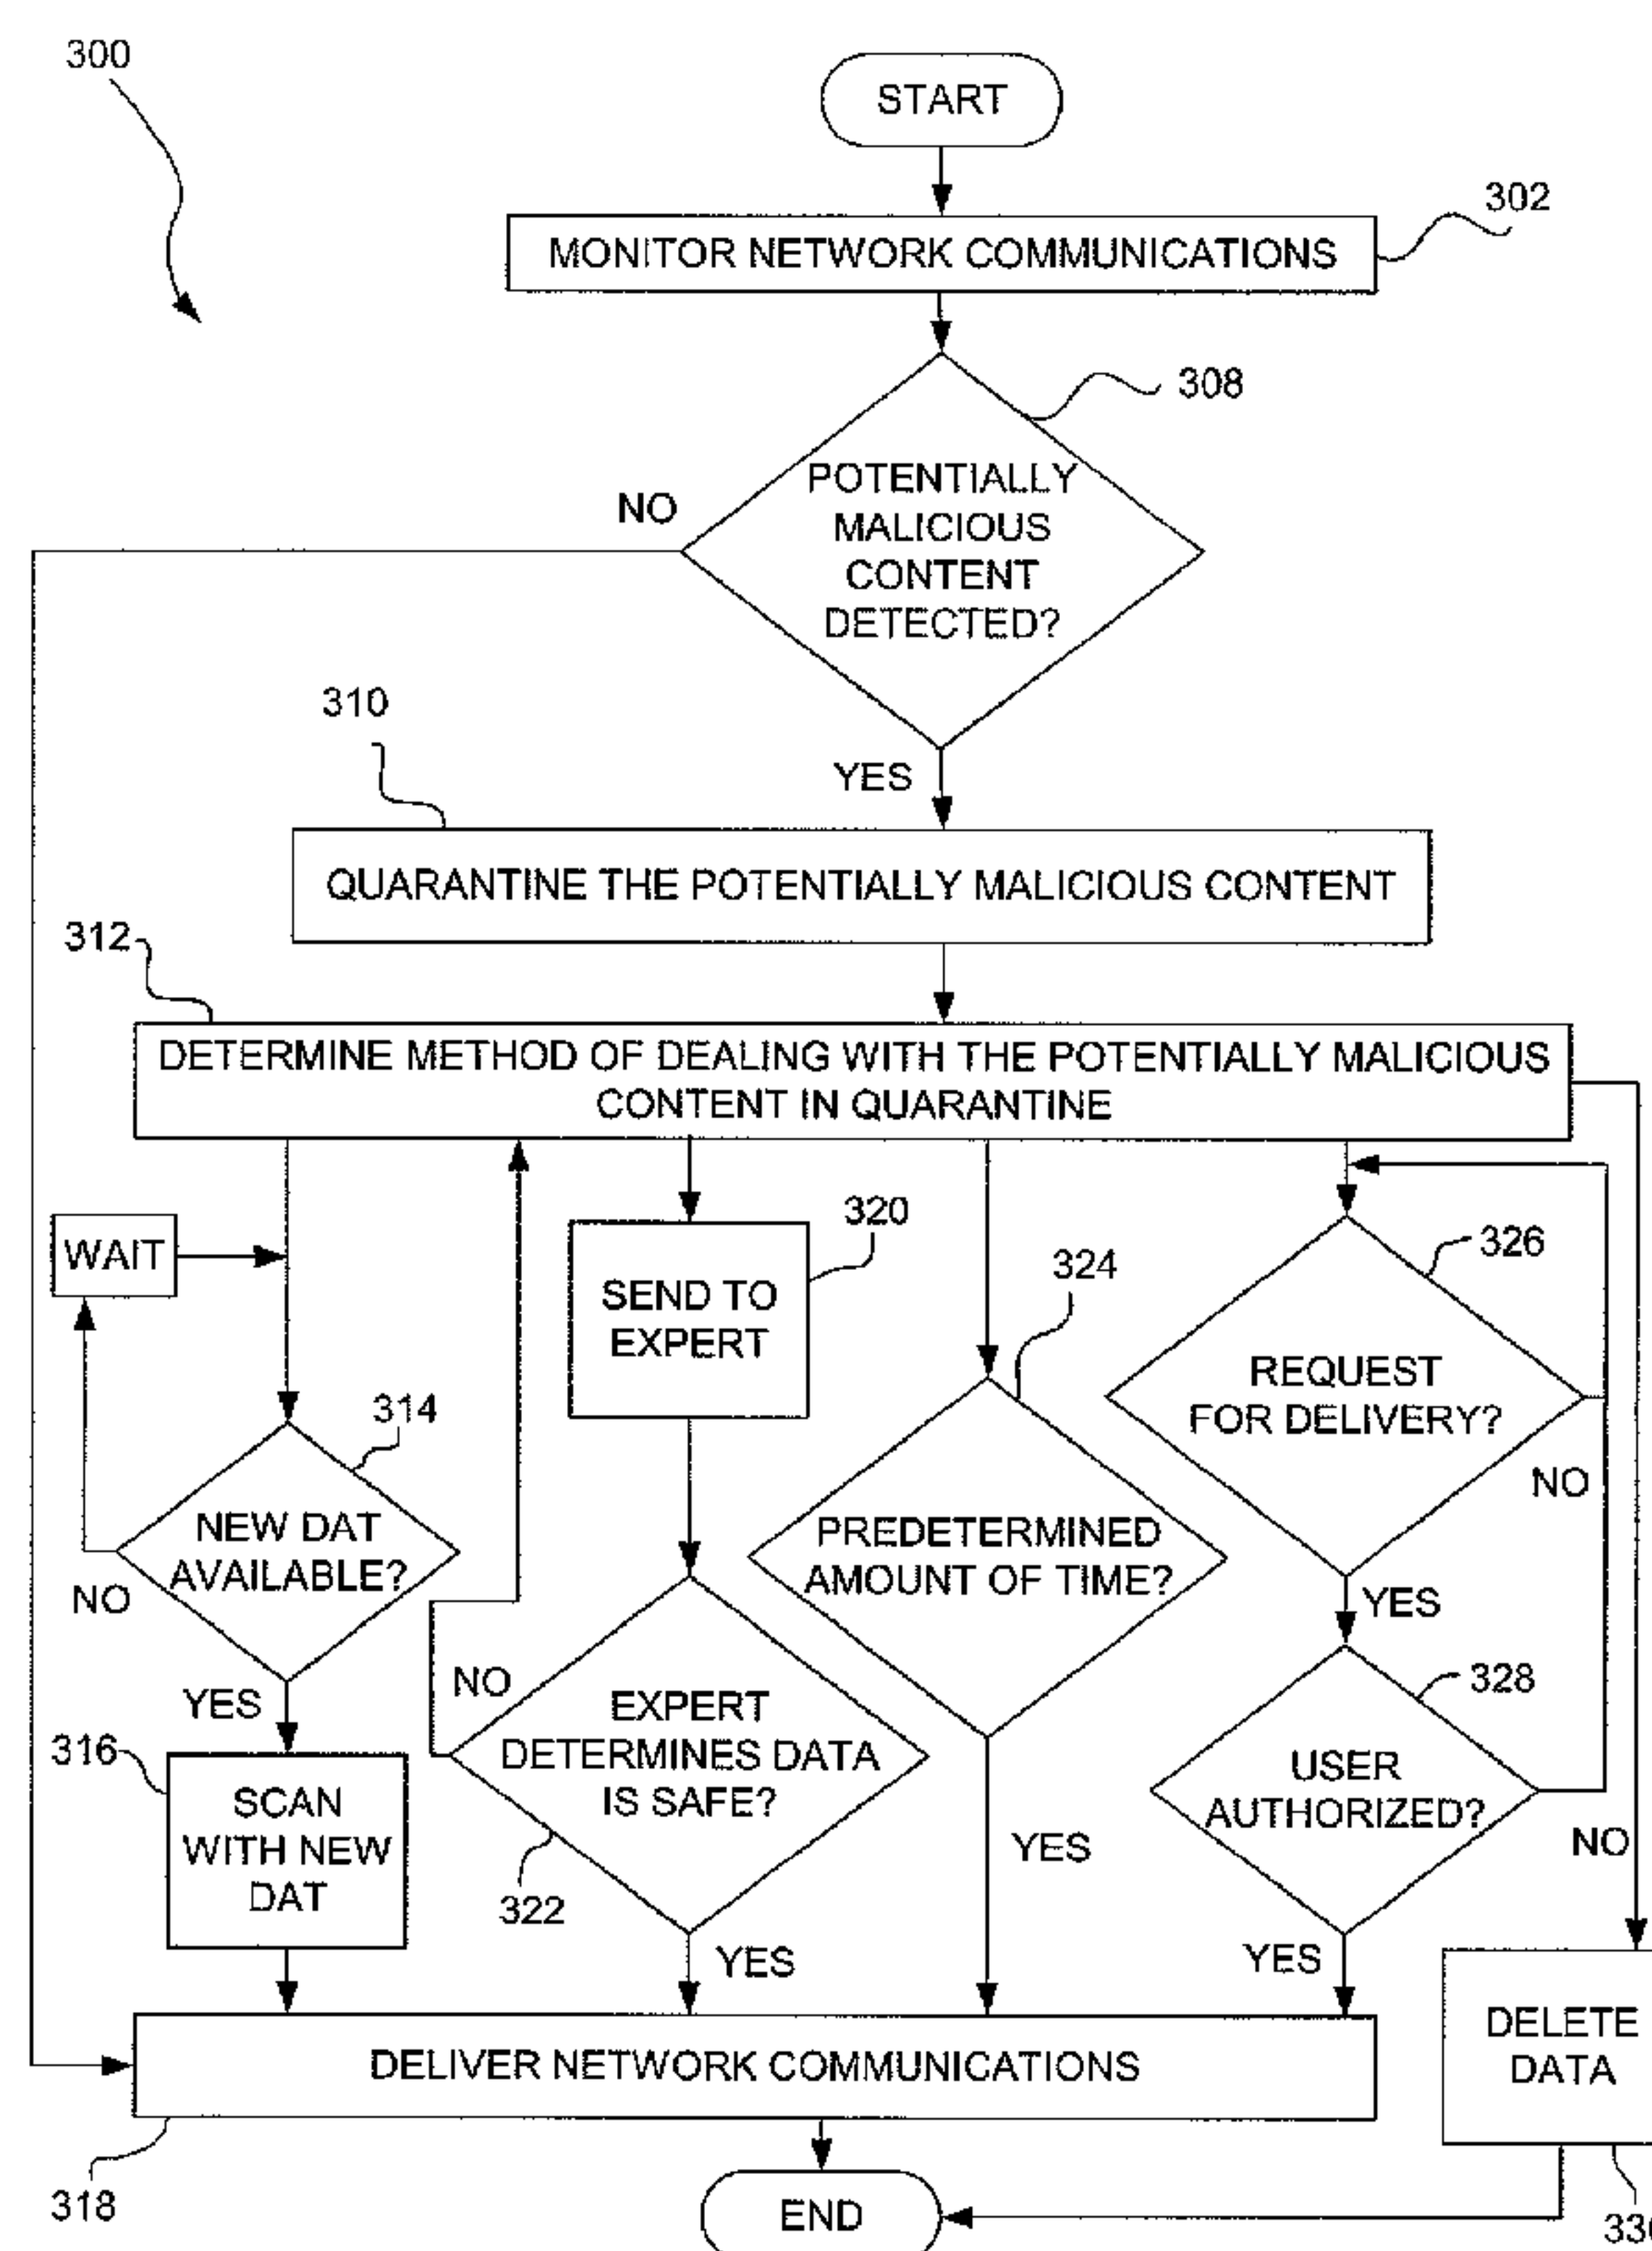 300
START
302
MONITOR NETWORK COMMUNICATIONS
308
POTENTIALLY
MALICIOUS
CONTENT
DETECTED?
NO
310
YES
QUARANTINE THE POTENTIALLY MALICIOUS CONTENT
312
DETERMINE METHOD OF DEALING WITH THE POTENTIALLY MALICIOUS
CONTENT IN QUARANTINE
WAIT
320
SEND TO
EXPERT
324
326
REQUEST
FOR DELIVERY?
NO
314
NEW DAT
AVAILABLE?
NO
PREDETERMINED
AMOUNT OF TIME?
YES
YES
NO
328
316
SCAN
WITH NEW
DAT
EXPERT
DETERMINES DATA
IS SAFE?
322
YES
USER
AUTHORIZED?
NO
YES
YES
DELETE
DATA
DELIVER NETWORK COMMUNICATIONS
318
END